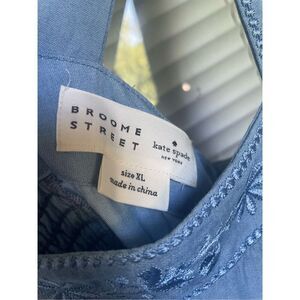 BROOME
STREET
kate spade
NEW YORK
size XL
made in china